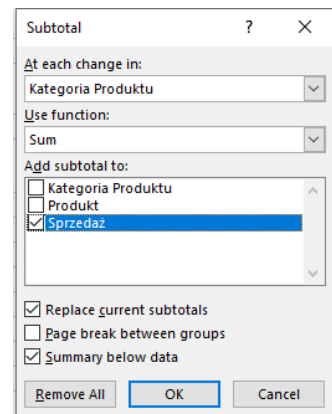 Subtotal ? ×
At each change in:
Kategoria Produktu
Use function:
Sum
Add subtotal to:
Kategoria Produktu
Produkt
Sprzedaż
Replace current subtotals
Page break between groups
Summary below data
Remove All OK Cancel